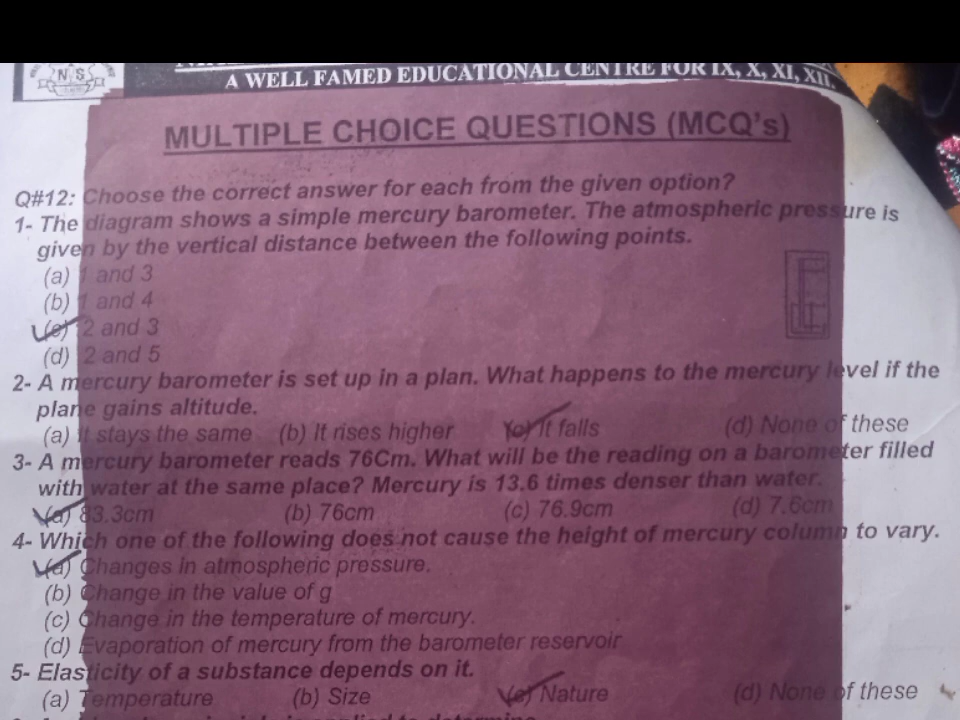 NS
A WELL FAMED EDUCATIONAL CENTRE FOR IX, X, XI, XII.
MULTIPLE CHOICE QUESTIONS (MCQ's)
Q#12: Choose the correct answer for each from the given option?
1- The diagram shows a simple mercury barometer. The atmospheric pressure is
given by the vertical distance between the following points.
(a) 1 and 3
(b) 1 and 4
(c) 2 and 3
(d) 2 and 5
2- A mercury barometer is set up in a plan. What happens to the mercury level if the
plane gains altitude.
(a) It stays the same (b) It rises higher (c) It falls (d) None of these
3- A mercury barometer reads 76Cm. What will be the reading on a barometer filled
with water at the same place? Mercury is 13.6 times denser than water.
(a) 83.3cm (b) 76cm (c) 76.9cm (d) 7.6cm
4- Which one of the following does not cause the height of mercury column to vary.
(a) Changes in atmospheric pressure.
(b) Change in the value of g
(c) Change in the temperature of mercury.
(d) Evaporation of mercury from the barometer reservoir
5- Elasticity of a substance depends on it.
(a) Temperature (b) Size (c) Nature (d) None of these